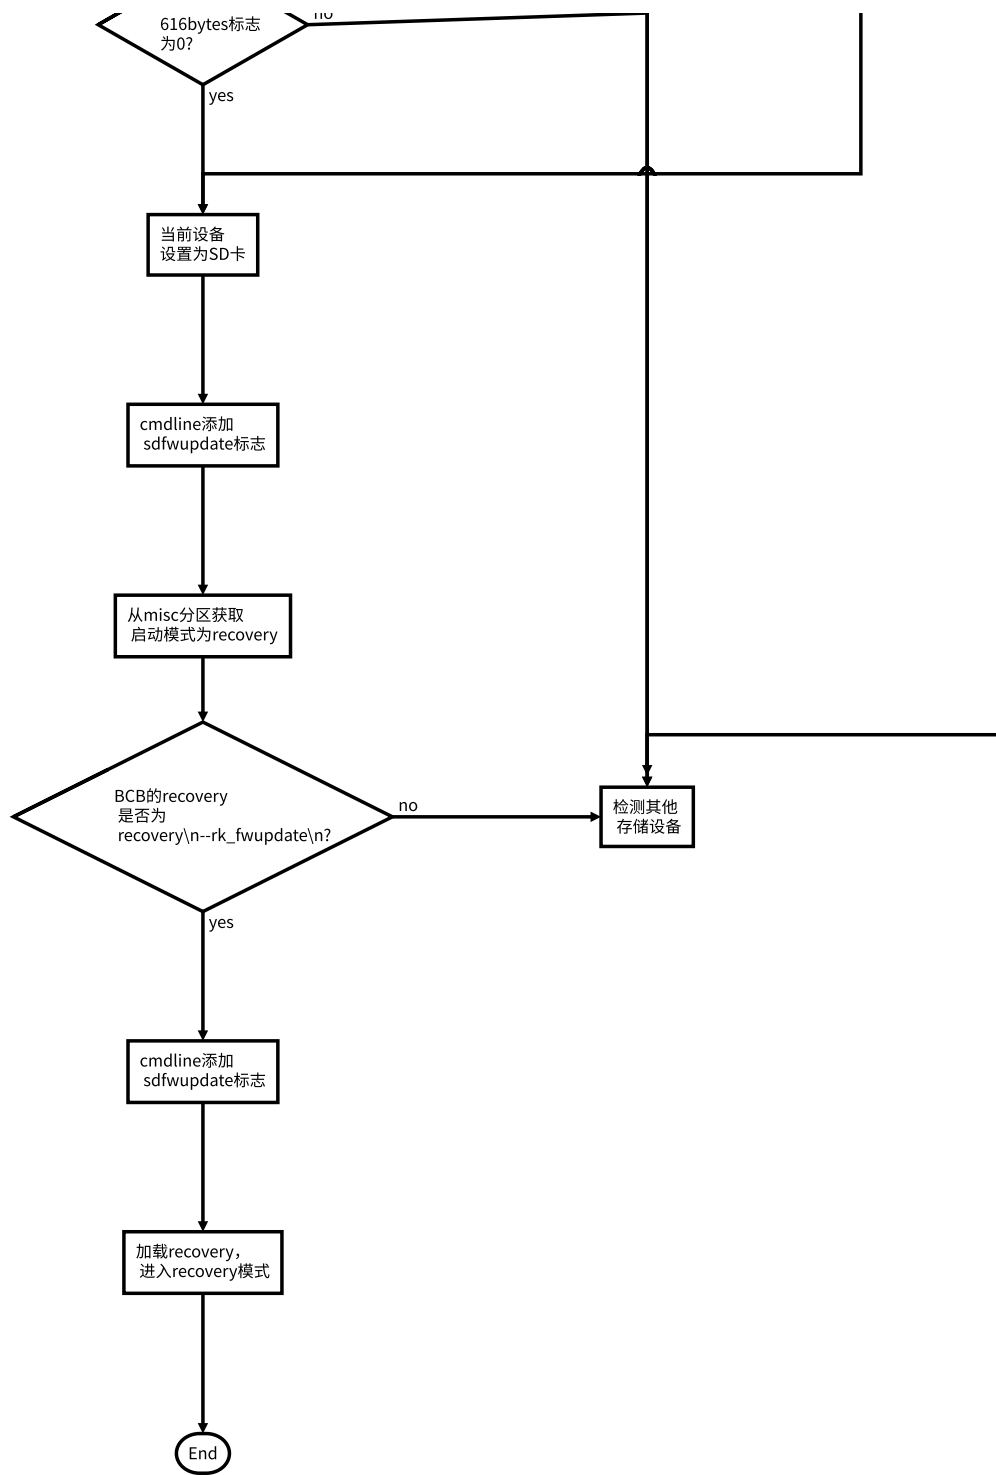 no
616bytes标志
为0?
yes
当前设备
设置为SD卡
cmdline添加
sdfwupdate标志
从misc分区获取
启动模式为recovery
BCB的recovery
是否为
recovery\n--rk_fwupdate\n?
no
检测其他
存储设备
yes
cmdline添加
sdfwupdate标志
加载recovery，
进入recovery模式
End